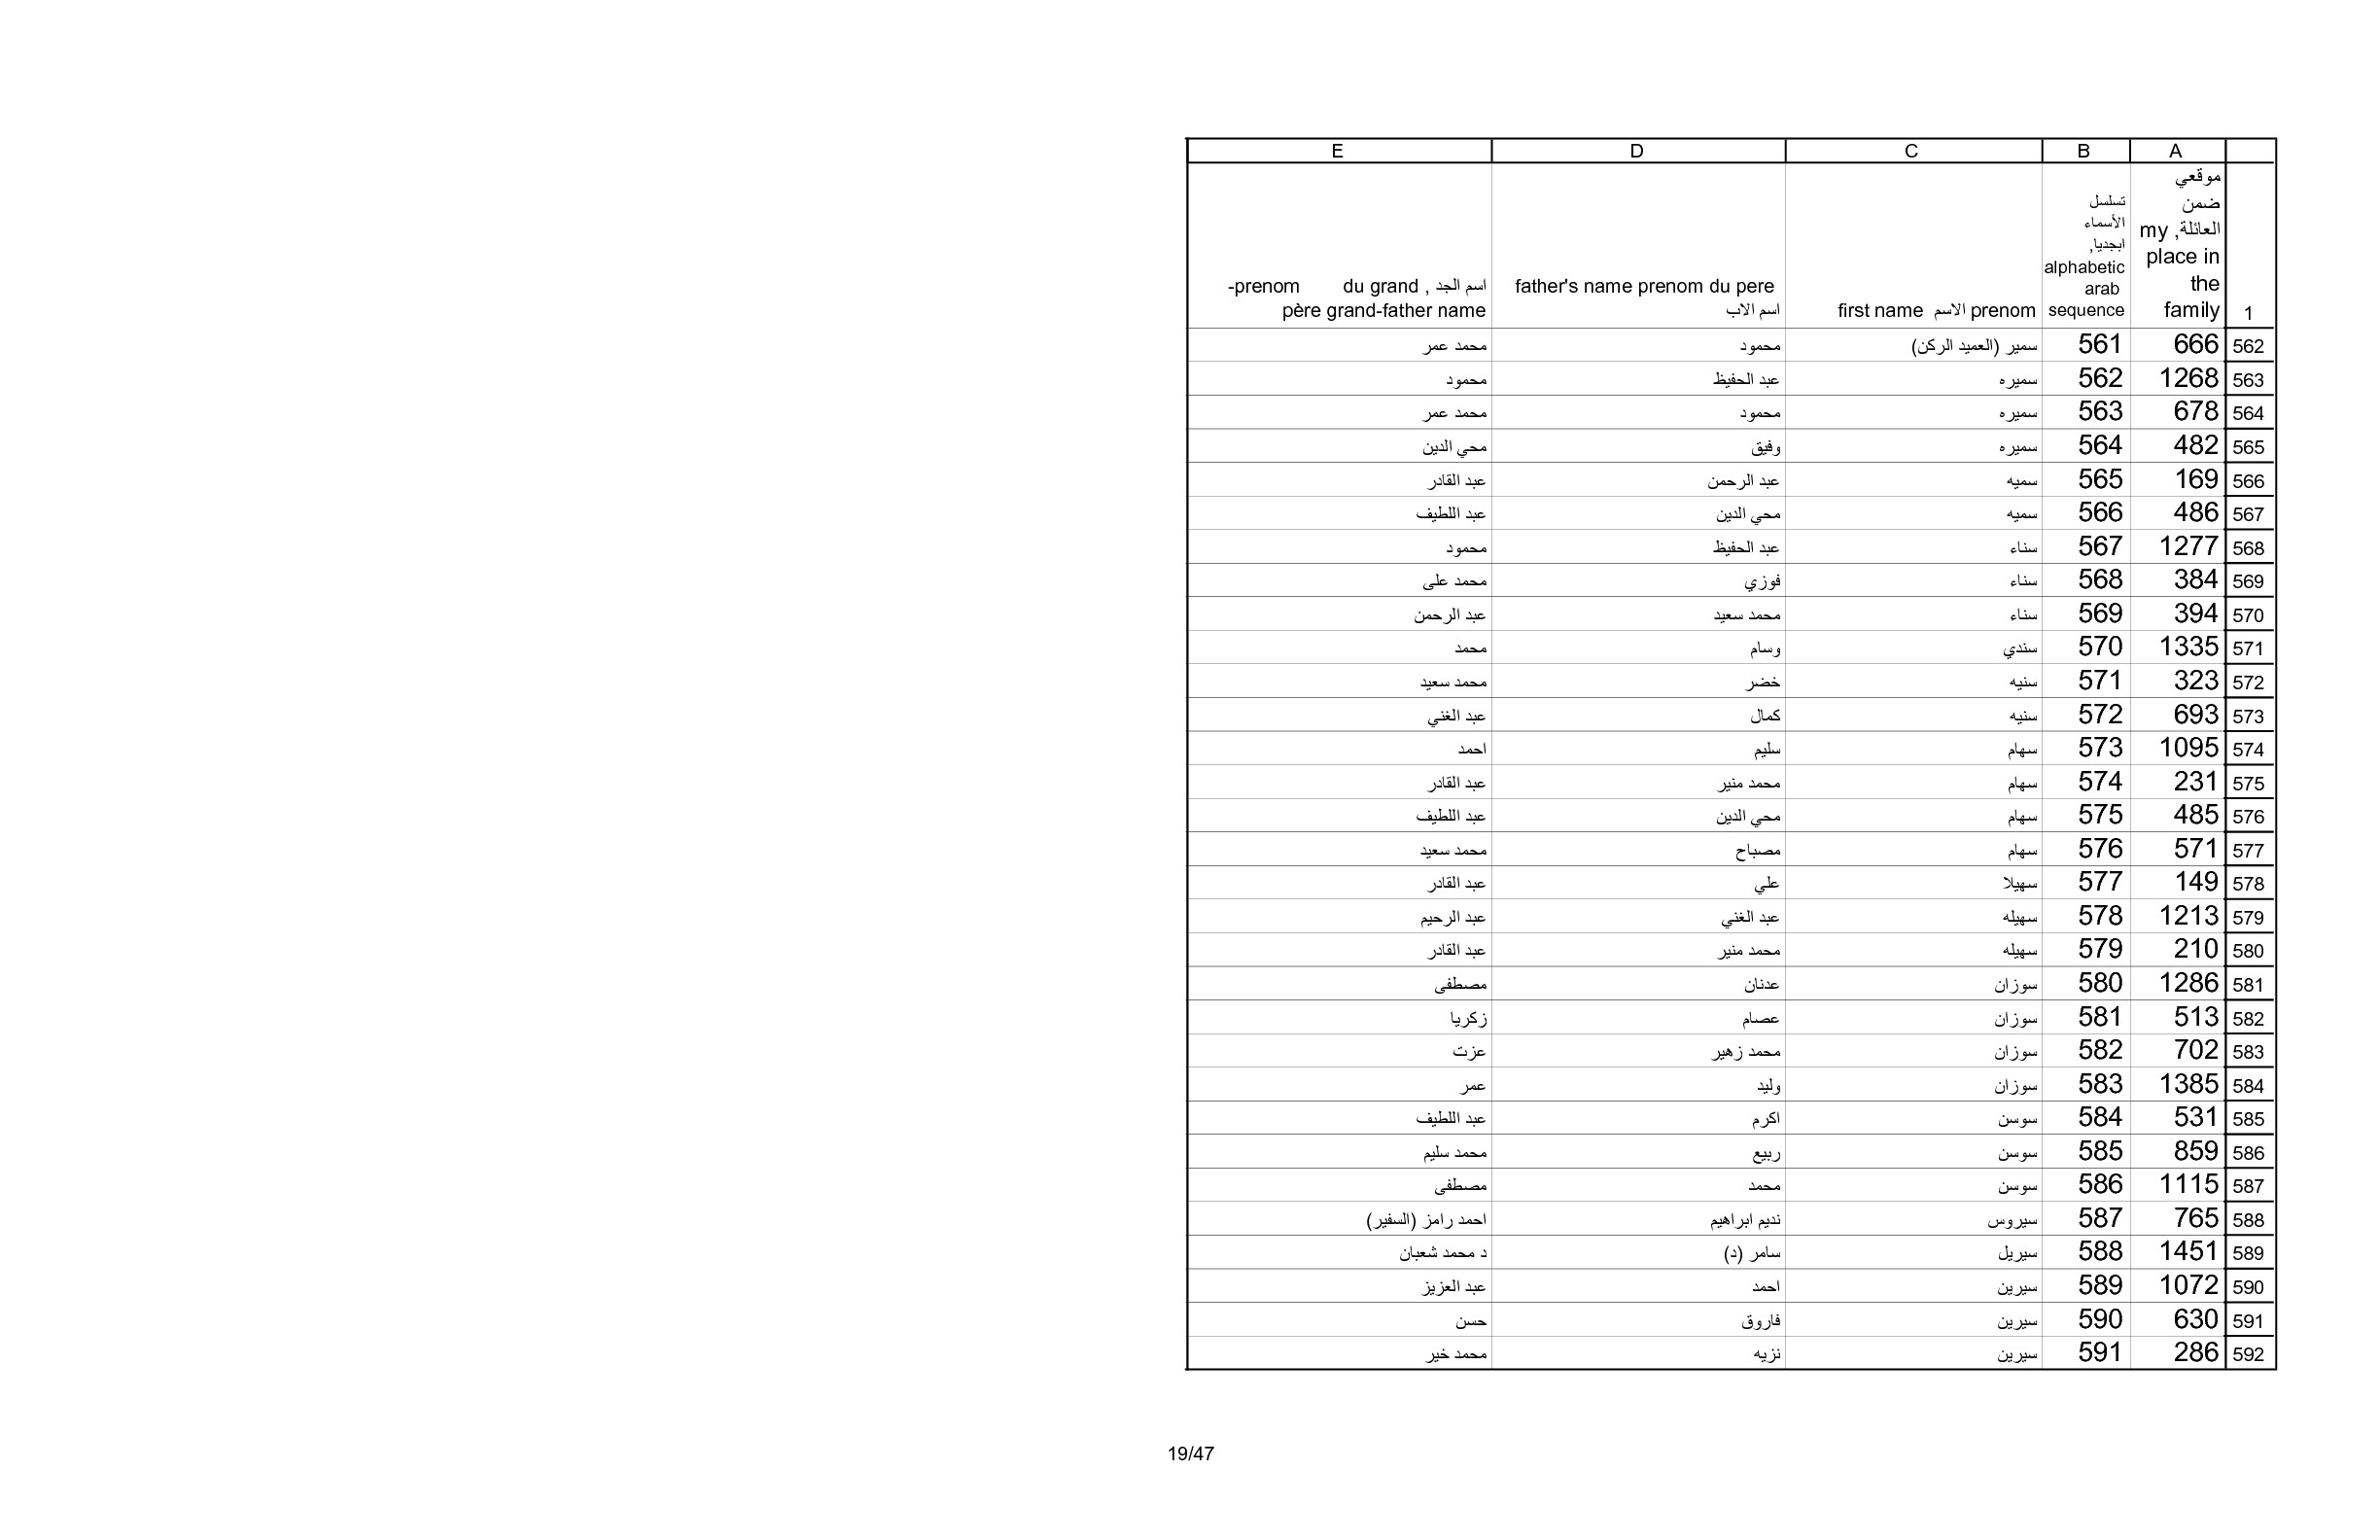 A B C D E
1 موقعي ضمن العائلة, my place in the family تسلسل الأسماء ابجديا, alphabetic arab sequence first name الاسم prenom father's name prenom du pere اسم الاب اسم الجد , prenom du grand-père grand-father name
562 666 561 سمير (العميد الركن) محمود محمد عمر
563 1268 562 سميره عبد الحفيظ محمود
564 678 563 سميره محمود محمد عمر
565 482 564 سميره وفيق محي الدين
566 169 565 سميه عبد الرحمن عبد القادر
567 486 566 سميه محي الدين عبد اللطيف
568 1277 567 سناء عبد الحفيظ محمود
569 384 568 سناء فوزي محمد على
570 394 569 سناء محمد سعيد عبد الرحمن
571 1335 570 سندي وسام محمد
572 323 571 سنيه خضر محمد سعيد
573 693 572 سنيه كمال عبد الغني
574 1095 573 سهام سليم احمد
575 231 574 سهام محمد منير عبد القادر
576 485 575 سهام محي الدين عبد اللطيف
577 571 576 سهام مصباح محمد سعيد
578 149 577 سهيلا علي عبد القادر
579 1213 578 سهيله عبد الغني عبد الرحيم
580 210 579 سهيله محمد منير عبد القادر
581 1286 580 سوزان عدنان مصطفى
582 513 581 سوزان عصام زكريا
583 702 582 سوزان محمد زهير عزت
584 1385 583 سوزان وليد عمر
585 531 584 سوسن اكرم عبد اللطيف
586 859 585 سوسن ربيع محمد سليم
587 1115 586 سوسن محمد مصطفى
588 765 587 سيروس نديم ابراهيم احمد رامز (السفير)
589 1451 588 سيريل سامر (د) د محمد شعبان
590 1072 589 سيرين احمد عبد العزيز
591 630 590 سيرين فاروق حسن
592 286 591 سيرين نزيه محمد خير
19/47